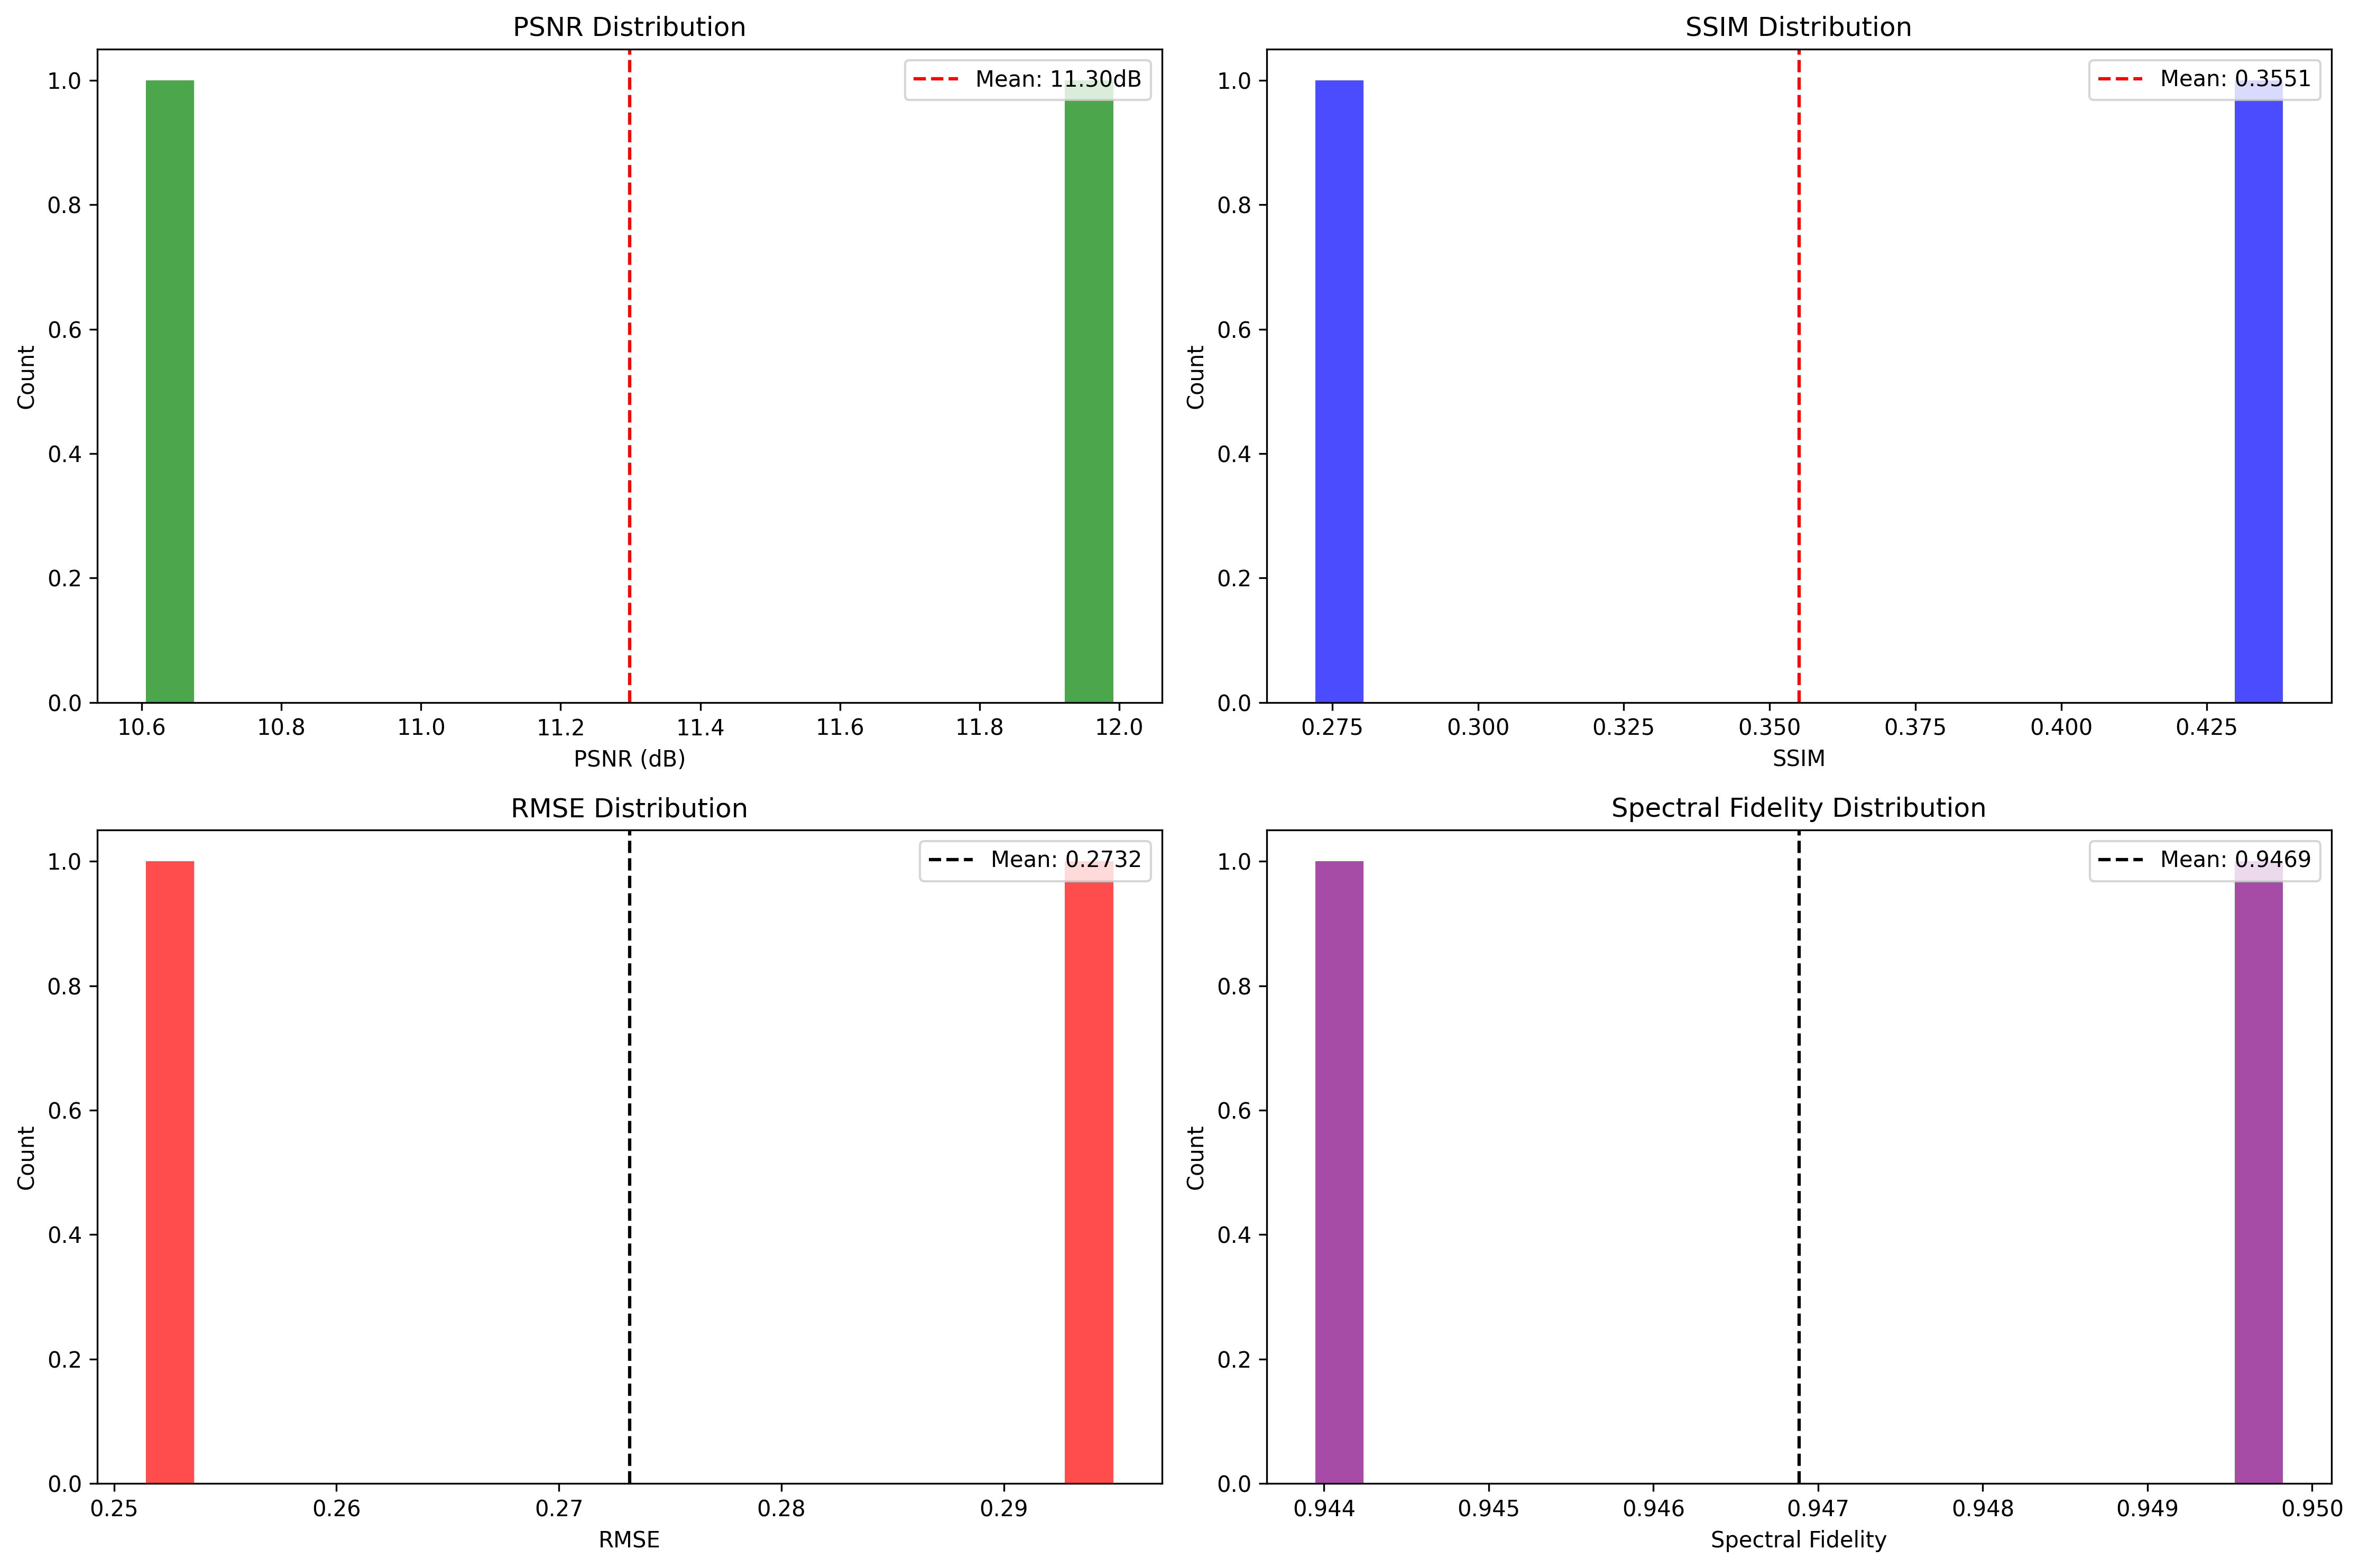 PSNR Distribution
Mean: 11.30dB
Count
1.0
0.8
0.6
0.4
0.2
0.0
10.6 10.8 11.0 11.2 11.4 11.6 11.8 12.0
PSNR (dB)
SSIM Distribution
Mean: 0.3551
Count
1.0
0.8
0.6
0.4
0.2
0.0
0.275 0.300 0.325 0.350 0.375 0.400 0.425
SSIM
RMSE Distribution
Mean: 0.2732
Count
1.0
0.8
0.6
0.4
0.2
0.0
0.25 0.26 0.27 0.28 0.29
RMSE
Spectral Fidelity Distribution
Mean: 0.9469
Count
1.0
0.8
0.6
0.4
0.2
0.0
0.944 0.945 0.946 0.947 0.948 0.949 0.950
Spectral Fidelity